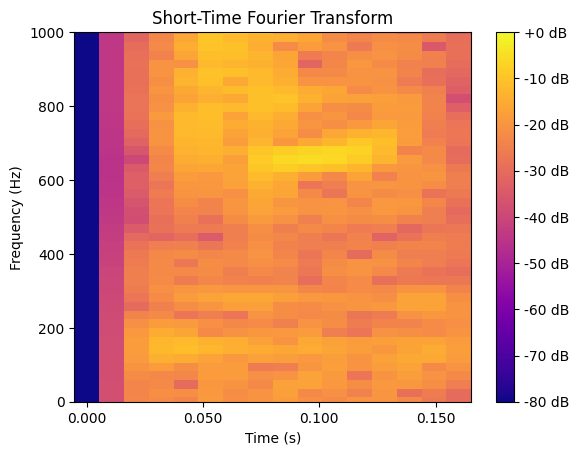 Short-Time Fourier Transform
Frequency (Hz)
1000
800
600
400
200
0
0.000
0.050
0.100
0.150
Time (s)
+0 dB
-10 dB
-20 dB
-30 dB
-40 dB
-50 dB
-60 dB
-70 dB
-80 dB